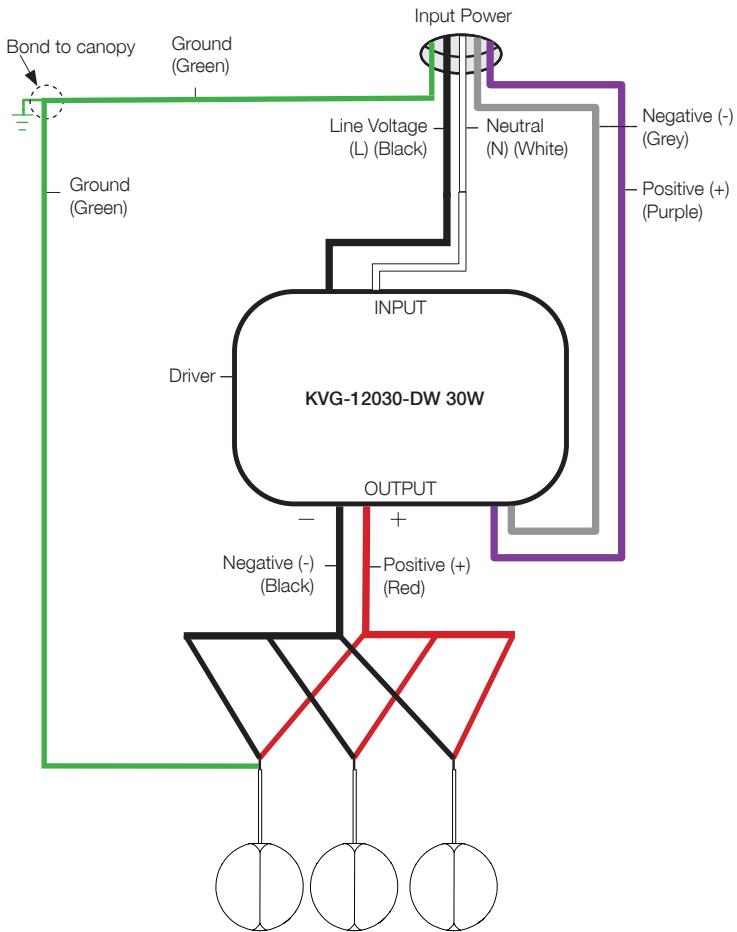 Input Power
Bond to canopy
Ground
(Green)
Line Voltage
(L) (Black)
Neutral
(N) (White)
Negative (-)
(Grey)
Ground
(Green)
Positive (+)
(Purple)
INPUT
Driver
KVG-12030-DW 30W
OUTPUT
− +
Negative (-)
(Black)
Positive (+)
(Red)